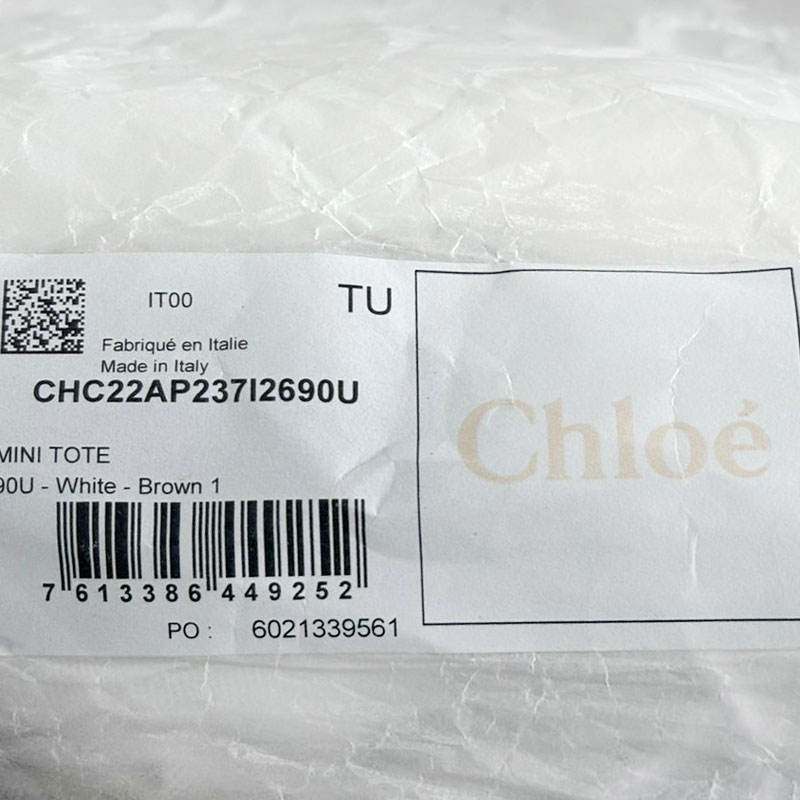 IT00
TU
Fabriqué en Italie
Made in Italy
CHC22AP237I2690U
MINI TOTE
90U - White - Brown 1
7 613386 449252
PO : 6021339561
Chloé